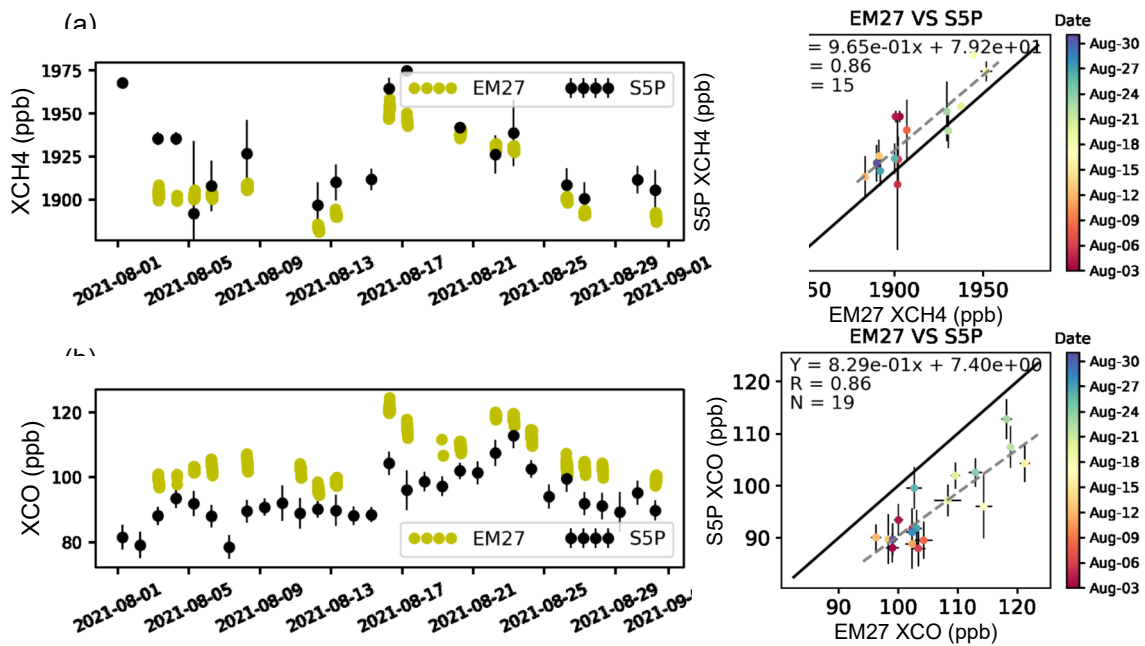 (a)
EM27 VS S5P
Date
1975
1950
1925
1900
XCH4 (ppb)
EM27
S5P
2021-08-01
2021-08-05
2021-08-09
2021-08-13
2021-08-17
2021-08-21
2021-08-25
2021-08-29
2021-09-01
S5P XCH4 (ppb)
= 9.65e-01x + 7.92e+01
= 0.86
= 15
50
1900
1950
EM27 XCH4 (ppb)
Aug-30
Aug-27
Aug-24
Aug-21
Aug-18
Aug-15
Aug-12
Aug-09
Aug-06
Aug-03
EM27 VS S5P
Date
120
100
80
XCO (ppb)
EM27
S5P
2021-08-01
2021-08-05
2021-08-09
2021-08-13
2021-08-17
2021-08-21
2021-08-25
2021-08-29
2021-09-
S5P XCO (ppb)
Y = 8.29e-01x + 7.40e+00
R = 0.86
N = 19
120
110
100
90
90
100
110
120
EM27 XCO (ppb)
Aug-30
Aug-27
Aug-24
Aug-21
Aug-18
Aug-15
Aug-12
Aug-09
Aug-06
Aug-03